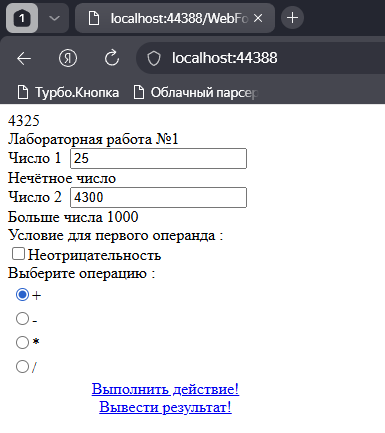 1
localhost:44388/WebFo
localhost:44388
Турбо.Кнопка
Облачный парсер
4325
Лабораторная работа №1
Число 1 25
Нечётное число
Число 2 4300
Больше числа 1000
Условие для первого операнда :
Неотрицательность
Выберите операцию :
+
-
*
/
Выполнить действие!
Вывести результат!